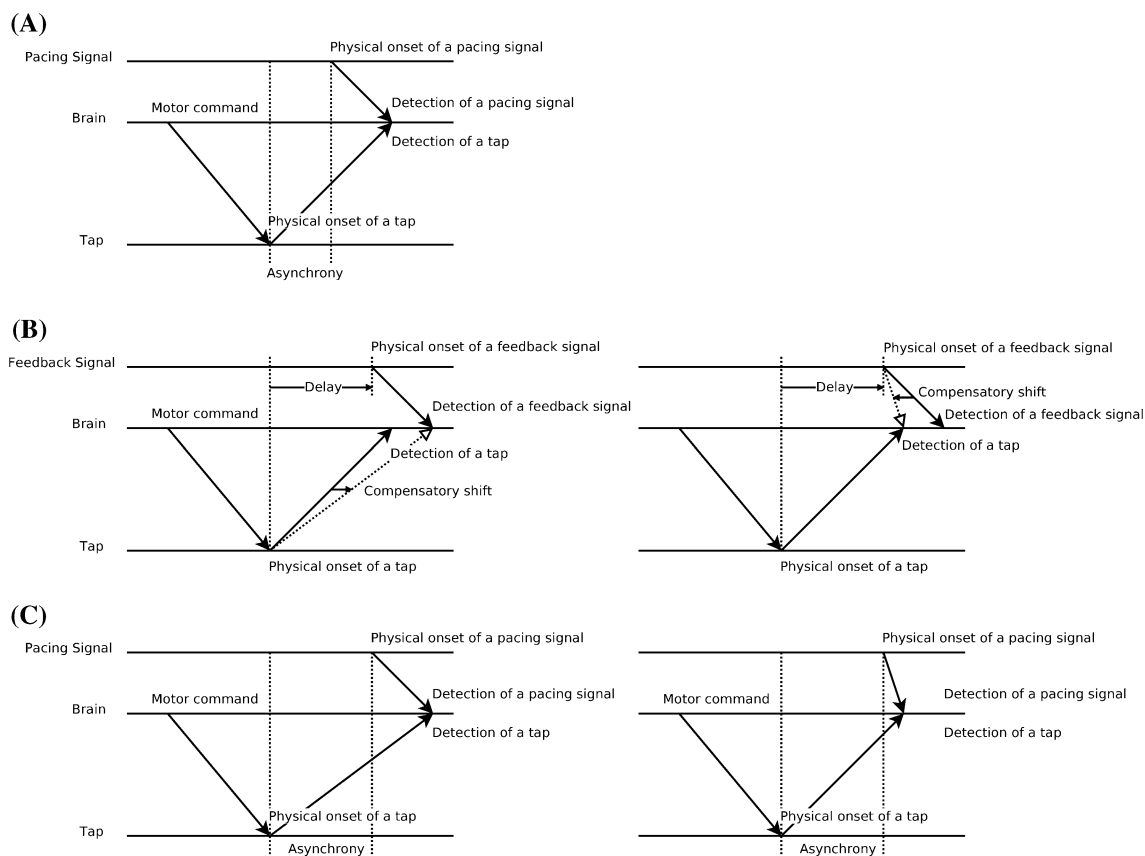 (A)
Physical onset of a pacing signal
Pacing Signal
Motor command
Detection of a pacing signal
Brain
Detection of a tap
Physical onset of a tap
Tap
Asynchrony
(B)
Physical onset of a feedback signal
Feedback Signal
Delay
Detection of a feedback signal
Motor command
Brain
Detection of a tap
Compensatory shift
Tap
Physical onset of a tap
Physical onset of a feedback signal
Delay
Compensatory shift
Detection of a feedback signal
Detection of a tap
Physical onset of a tap
(C)
Physical onset of a pacing signal
Pacing Signal
Motor command
Detection of a pacing signal
Brain
Detection of a tap
Physical onset of a tap
Tap
Asynchrony
Physical onset of a pacing signal
Motor command
Detection of a pacing signal
Detection of a tap
Physical onset of a tap
Asynchrony